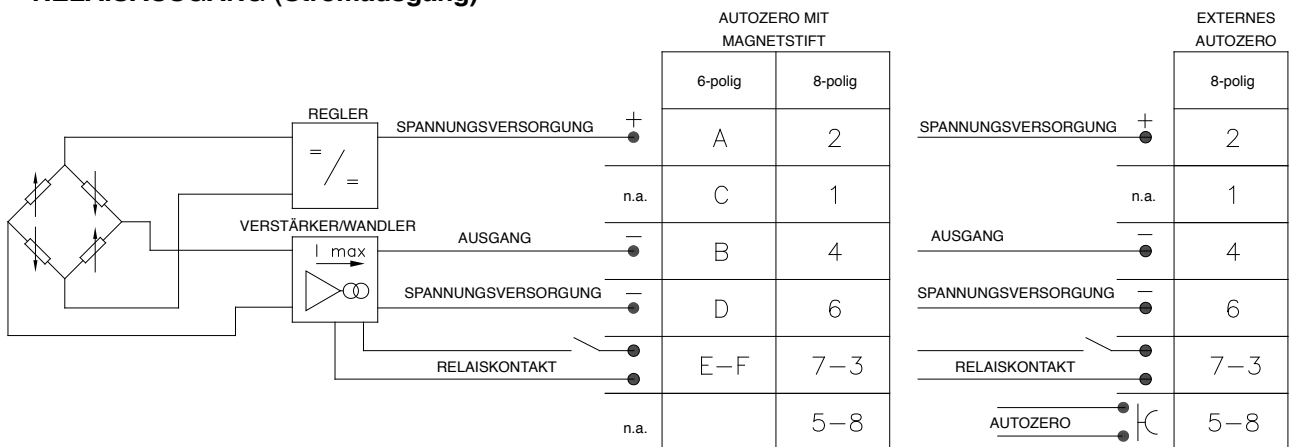 RELAISAUSGANG (Stromausgang)
AUTOZERO MIT
MAGNETSTIFT
EXTERNES
AUTOZERO
6-polig 8-polig 8-polig
REGLER
SPANNUNGSVERSORGUNG + A 2 SPANNUNGSVERSORGUNG + 2
= / =
n.a. C 1 n.a. 1
VERSTÄRKER/WANDLER
I max
AUSGANG – B 4 AUSGANG – 4
SPANNUNGSVERSORGUNG – D 6 SPANNUNGSVERSORGUNG – 6
RELAISKONTAKT E–F 7–3 RELAISKONTAKT 7–3
n.a. 5–8 AUTOZERO 5–8